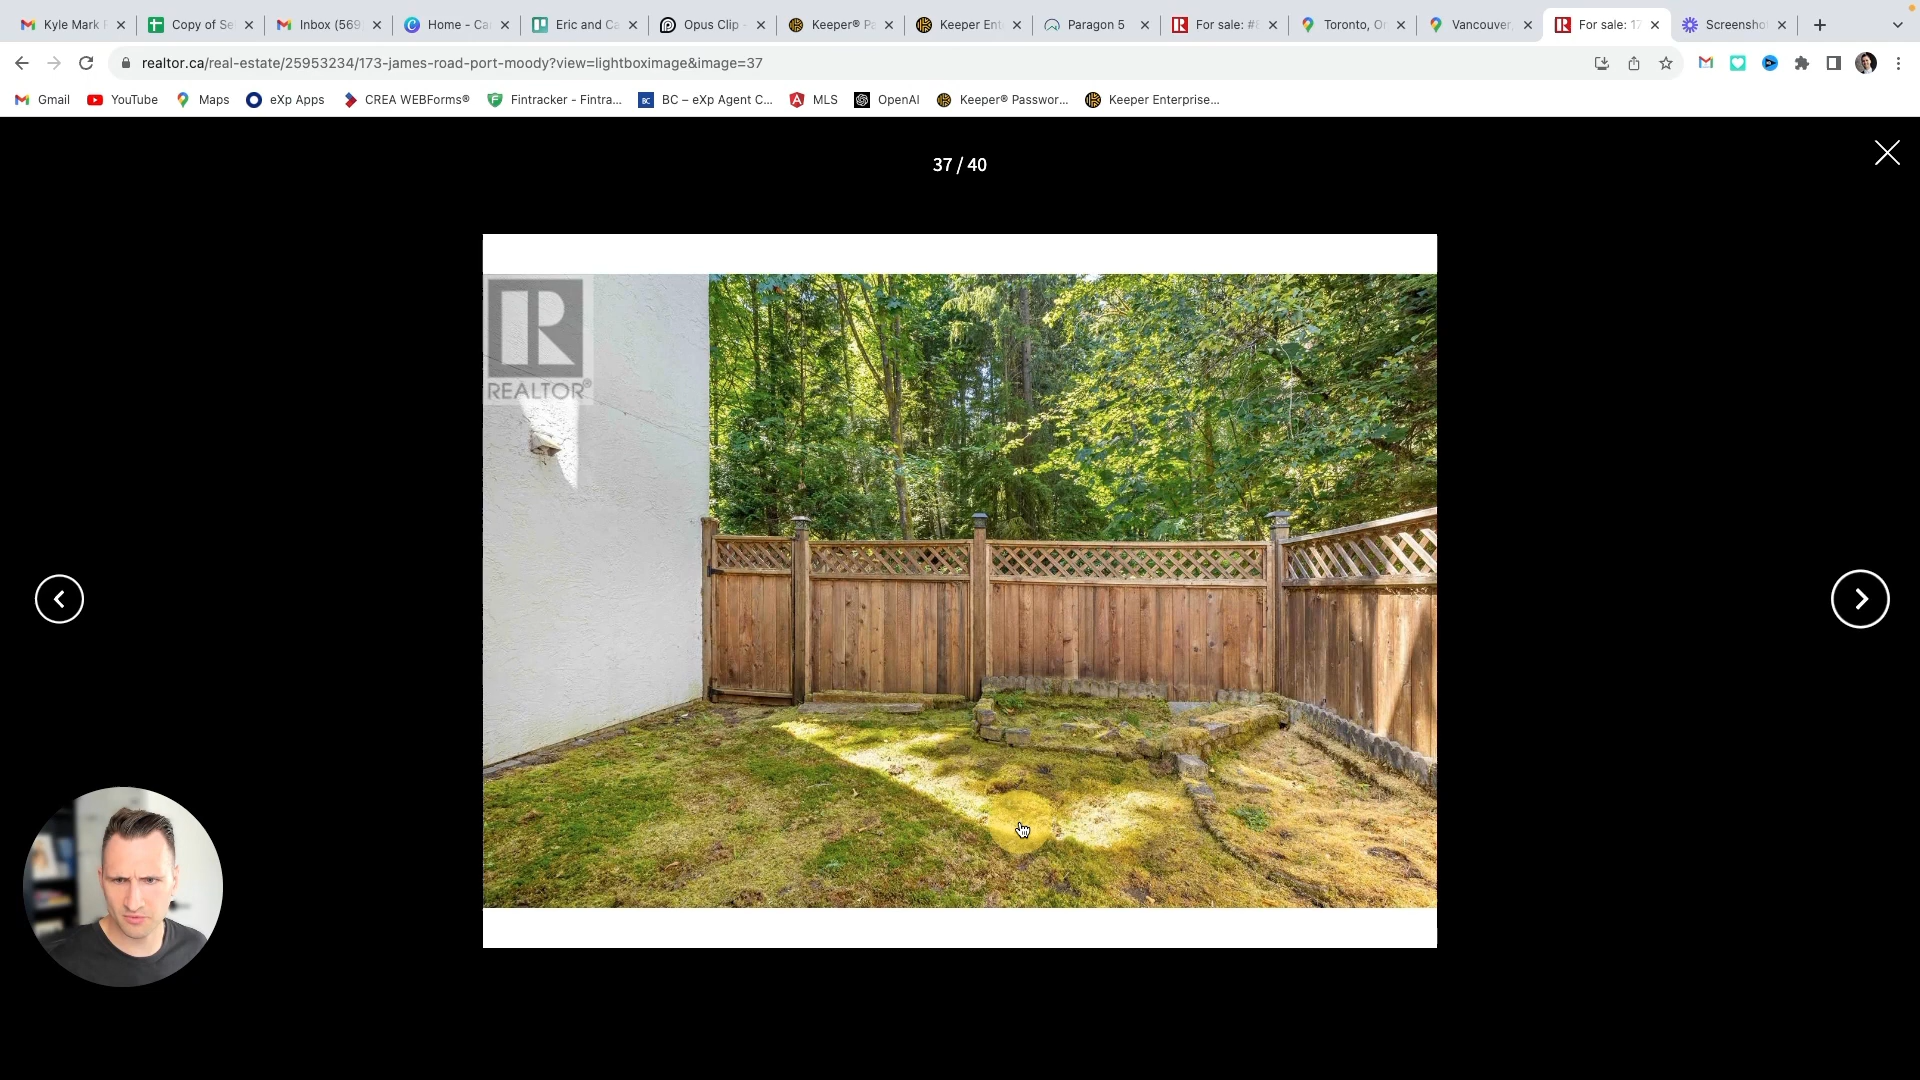 Kyle Mark
Copy of Se
Inbox (569
Home - Ca
Eric and Ca
Opus Clip -
Keeper® Pa
Keeper Ent
Paragon 5
For sale: #
Toronto, O
Vancouver,
For sale: 17
Screenshot
realtor.ca/real-estate/25953234/173-james-road-port-moody?view=lightboximage&image=37
Gmail
YouTube
Maps
eXp Apps
CREA WEBForms®
Fintracker - Fintra...
BC – eXp Agent C...
MLS
OpenAI
Keeper® Passwor...
Keeper Enterprise...
37 / 40
R
REALTOR®